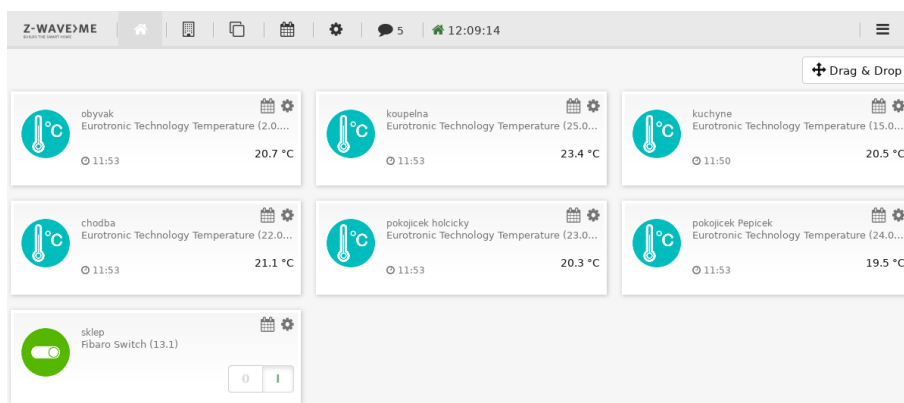 Z-WAVE>ME
5
12:09:14
Drag & Drop
obyvak
Eurotronic Technology Temperature (2.0....
11:53
20.7 °C
koupelna
Eurotronic Technology Temperature (25.0...
11:53
23.4 °C
kuchyne
Eurotronic Technology Temperature (15.0...
11:50
20.5 °C
chodba
Eurotronic Technology Temperature (22.0...
11:53
21.1 °C
pokojicek holcicky
Eurotronic Technology Temperature (23.0...
11:53
20.3 °C
pokojicek Pepicek
Eurotronic Technology Temperature (24.0...
11:53
19.5 °C
sklep
Fibaro Switch (13.1)
0 I
°C
°C
°C
°C
°C
°C